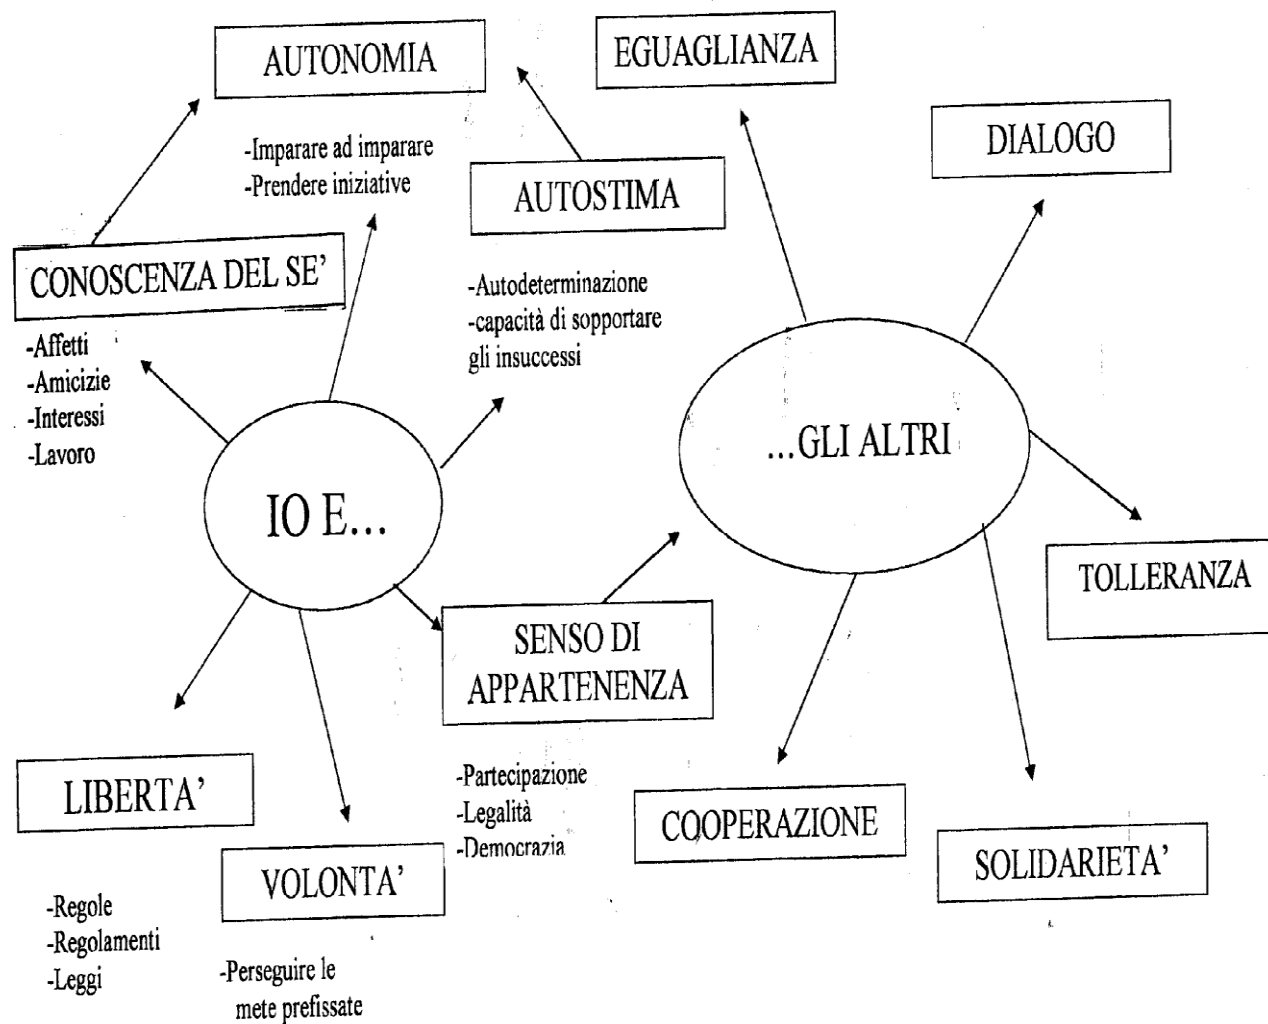 AUTONOMIA
-Imparare ad imparare
-Prendere iniziative
EGUAGLIANZA
DIALOGO
AUTOSTIMA
-Autodeterminazione
-capacità di sopportare
gli insuccessi
CONOSCENZA DEL SE’
-Affetti
-Amicizie
-Interessi
-Lavoro
IO E…
…GLI ALTRI
TOLLERANZA
SENSO DI
APPARTENENZA
-Partecipazione
-Legalità
-Democrazia
LIBERTA’
-Regole
-Regolamenti
-Leggi
VOLONTA’
-Perseguire le
mete prefissate
COOPERAZIONE
SOLIDARIETA’